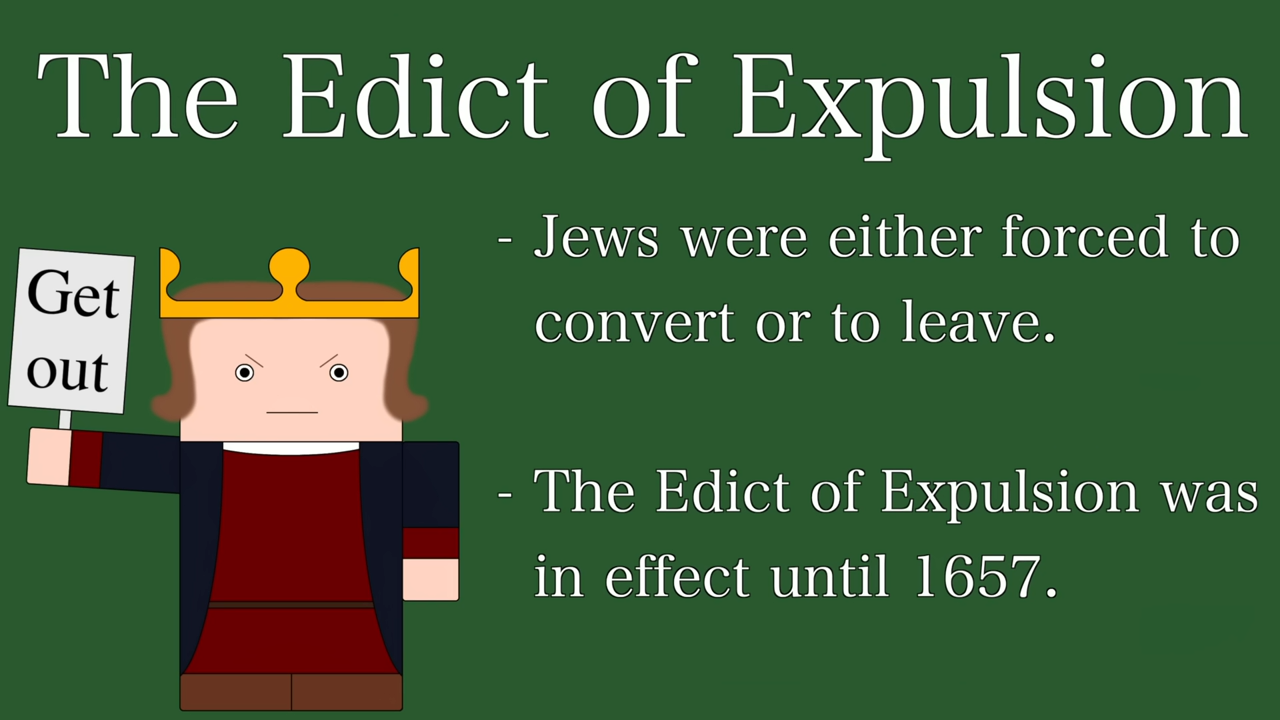 The Edict of Expulsion
Get
out
- Jews were either forced to
convert or to leave.
- The Edict of Expulsion was
in effect until 1657.